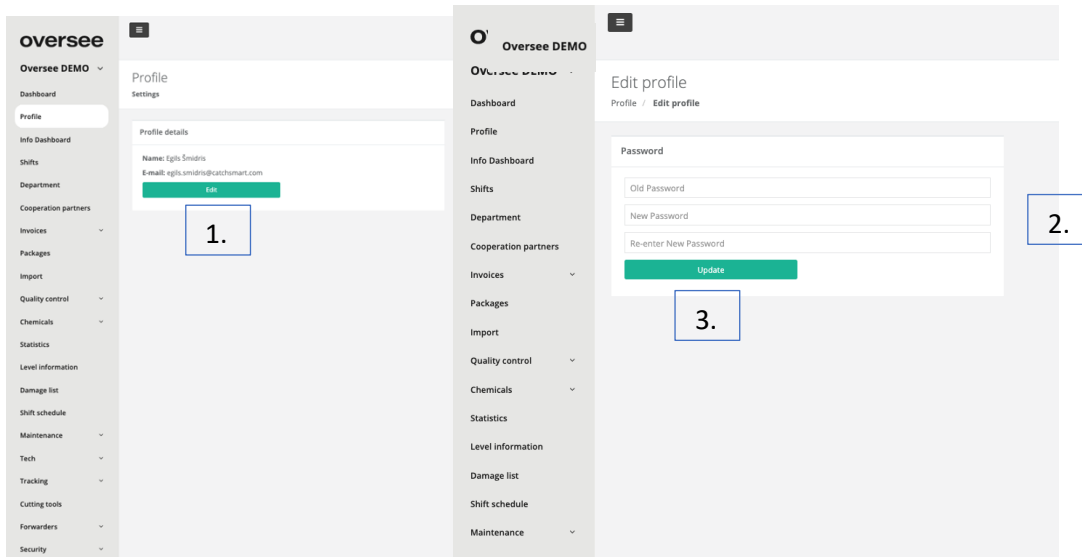 oversee
Oversee DEMO
Dashboard
Profile
Info Dashboard
Shifts
Department
Cooperation partners
Invoices
Packages
Import
Quality control
Chemicals
Statistics
Level information
Damage list
Shift schedule
Maintenance
Tech
Tracking
Cutting tools
Forwarders
Security
Profile
Settings
Profile details
Name: Egils Šmidris
E-mail: egils.smidris@catchsmart.com
Edit
1.
O
Oversee DEMO
Oversee DEMO
Dashboard
Profile
Info Dashboard
Shifts
Department
Cooperation partners
Invoices
Packages
Import
Quality control
Chemicals
Statistics
Level information
Damage list
Shift schedule
Maintenance
Edit profile
Profile / Edit profile
Password
Old Password
New Password
Re-enter New Password
Update
2.
3.